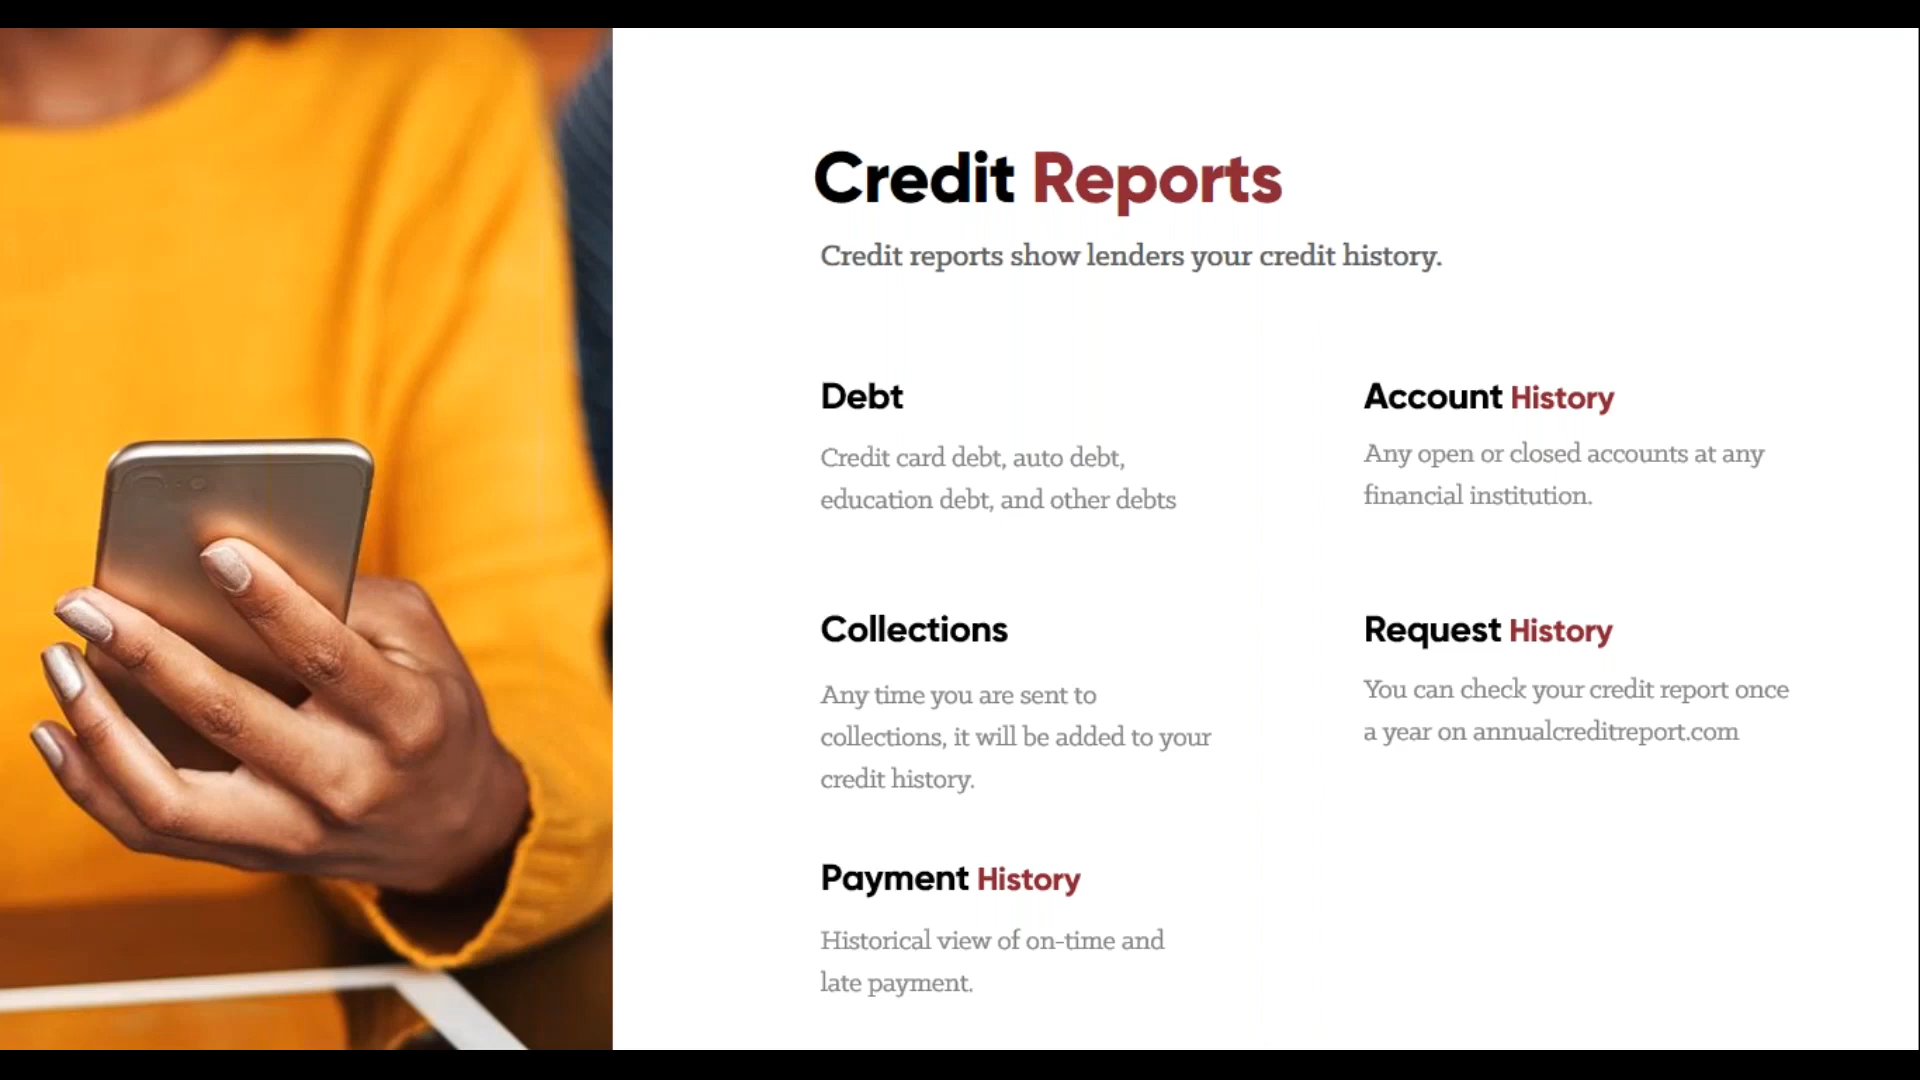 Credit Reports
Credit reports show lenders your credit history.
Debt
Credit card debt, auto debt,
education debt, and other debts
Account History
Any open or closed accounts at any
financial institution.
Collections
Any time you are sent to
collections, it will be added to your
credit history.
Request History
You can check your credit report once
a year on annualcreditreport.com
Payment History
Historical view of on-time and
late payment.